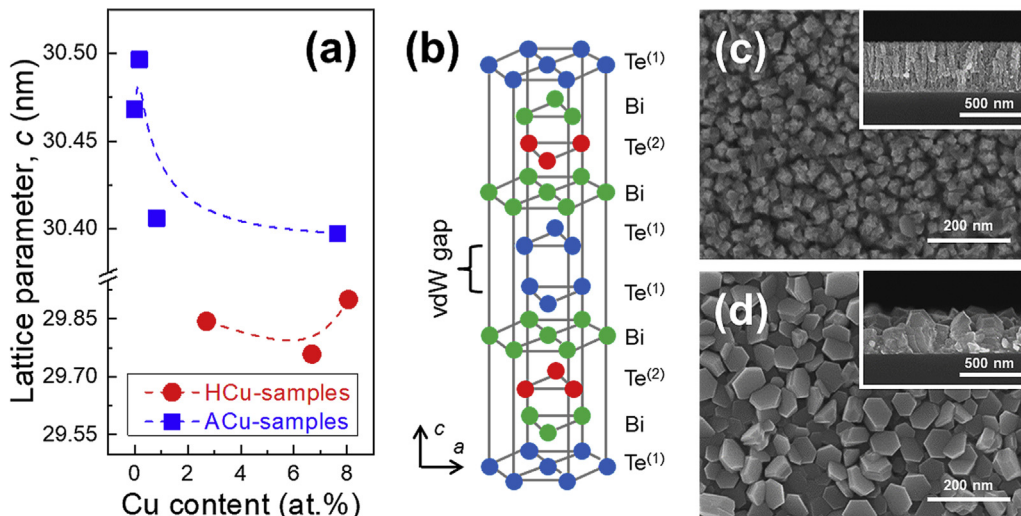 (a)
Lattice parameter, c (nm)
30.50
30.45
30.40
29.85
29.70
29.55
HCu-samples
ACu-samples
0 2 4 6 8
Cu content (at.%)
(b)
Te(1)
Bi
Te(2)
Bi
Te(1)
vdW gap
Te(1)
Bi
Te(2)
Bi
Te(1)
c
a
(c)
500 nm
200 nm
(d)
500 nm
200 nm